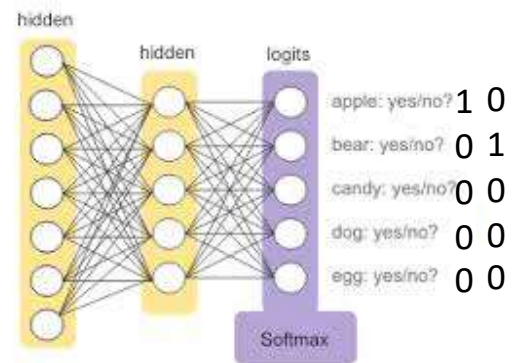 hidden
hidden
logits
apple: yes/no? 1 0
bear: yes/no? 0 1
candy: yes/no? 0 0
dog: yes/no? 0 0
egg: yes/no? 0 0
Softmax